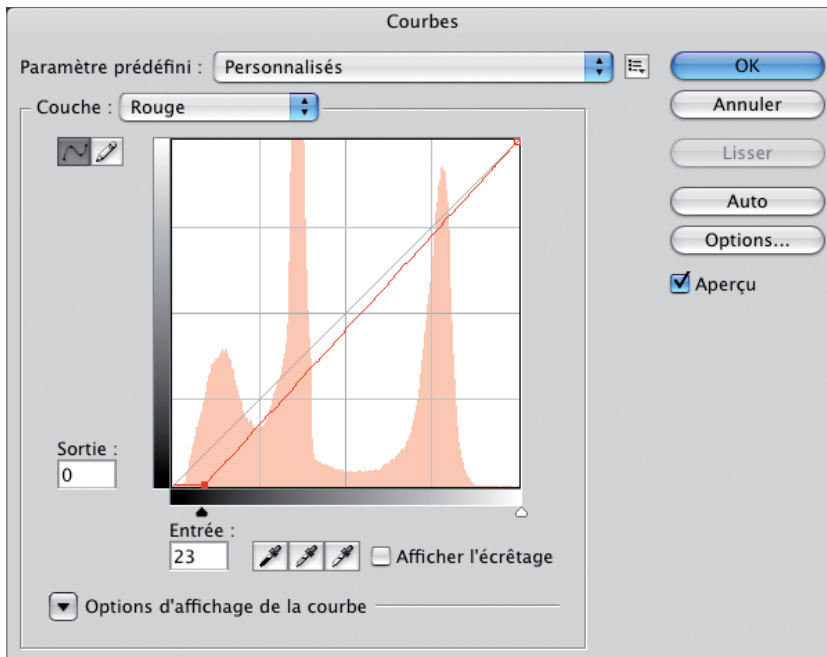 Courbes
Paramètre prédéfini : Personnalisés
OK
Couche : Rouge
Annuler
Lisser
Auto
Options...
Aperçu
Sortie :
0
Entrée :
23
Afficher l'écrêtage
Options d'affichage de la courbe